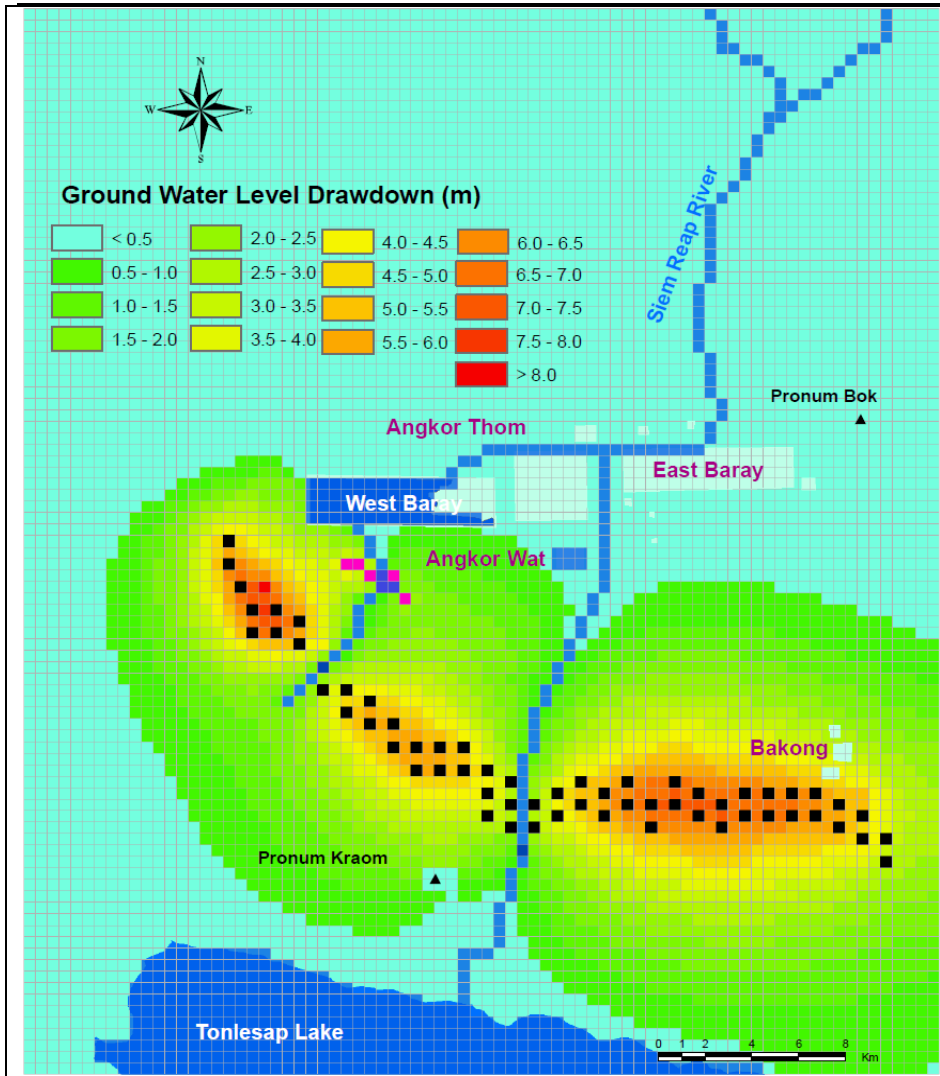 N
W E
S
Ground Water Level Drawdown (m)
< 0.5
0.5 - 1.0
1.0 - 1.5
1.5 - 2.0
2.0 - 2.5
2.5 - 3.0
3.0 - 3.5
3.5 - 4.0
4.0 - 4.5
4.5 - 5.0
5.0 - 5.5
5.5 - 6.0
6.0 - 6.5
6.5 - 7.0
7.0 - 7.5
7.5 - 8.0
> 8.0
Siem Reap River
Pronum Bok
Angkor Thom
East Baray
West Baray
Angkor Wat
Bakong
Pronum Kraom
Tonlesap Lake
0 1 2 4 6 8
Km